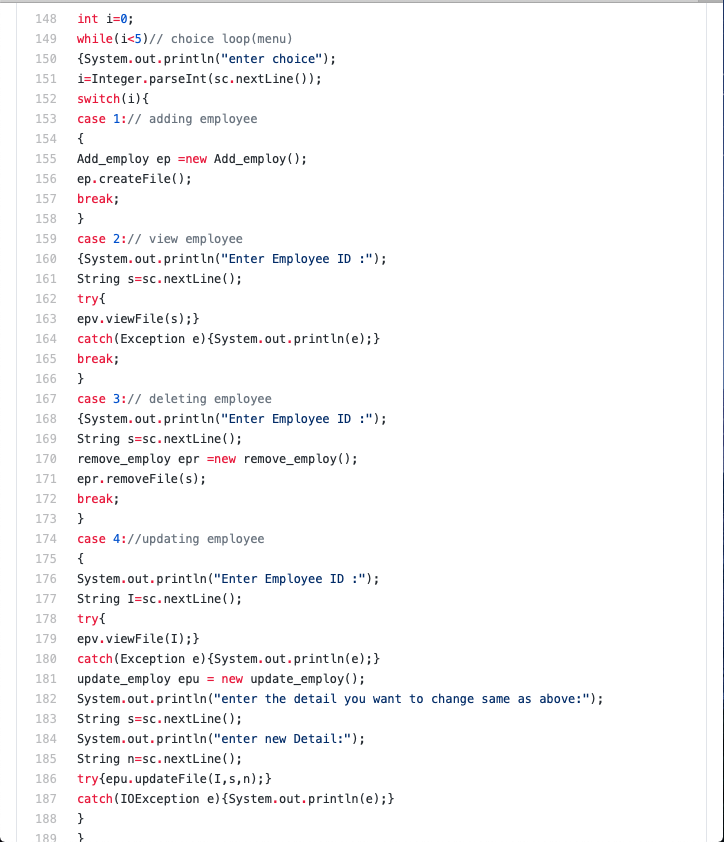 148 int i=0;
149 while(i<5)// choice loop(menu)
150 {System.out.println("enter choice");
151 i=Integer.parseInt(sc.nextLine());
152 switch(i){
153 case 1:// adding employee
154 {
155 Add_employ ep =new Add_employ();
156 ep.createFile();
157 break;
158 }
159 case 2:// view employee
160 {System.out.println("Enter Employee ID :");
161 String s=sc.nextLine();
162 try{
163 epv.viewFile(s);}
164 catch(Exception e){System.out.println(e);}
165 break;
166 }
167 case 3:// deleting employee
168 {System.out.println("Enter Employee ID :");
169 String s=sc.nextLine();
170 remove_employ epr =new remove_employ();
171 epr.removeFile(s);
172 break;
173 }
174 case 4://updating employee
175 {
176 System.out.println("Enter Employee ID :");
177 String I=sc.nextLine();
178 try{
179 epv.viewFile(I);}
180 catch(Exception e){System.out.println(e);}
181 update_employ epu = new update_employ();
182 System.out.println("enter the detail you want to change same as above:");
183 String s=sc.nextLine();
184 System.out.println("enter new Detail:");
185 String n=sc.nextLine();
186 try{epu.updateFile(I,s,n);}
187 catch(IOException e){System.out.println(e);}
188 }
189 }